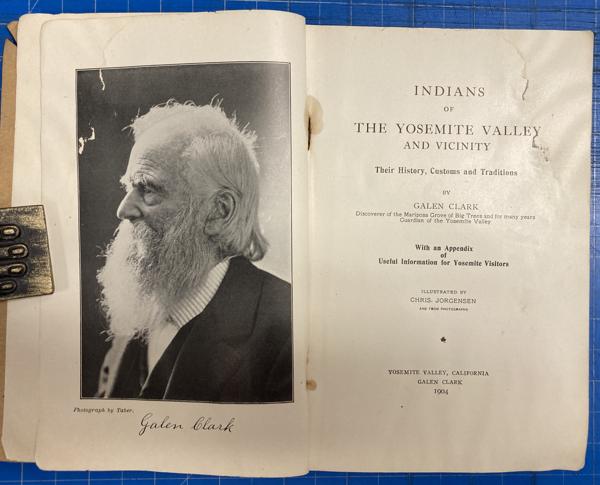 Photograph by Taber.
Galen Clark
INDIANS
OF
THE YOSEMITE VALLEY
AND VICINITY
Their History, Customs and Traditions
BY
GALEN CLARK
Discoverer of the Mariposa Grove of Big Trees and for many years
Guardian of the Yosemite Valley
With an Appendix
of
Useful Information for Yosemite Visitors
ILLUSTRATED BY
CHRIS. JORGENSEN
AND FROM PHOTOGRAPHS
YOSEMITE VALLEY, CALIFORNIA
GALEN CLARK
1904